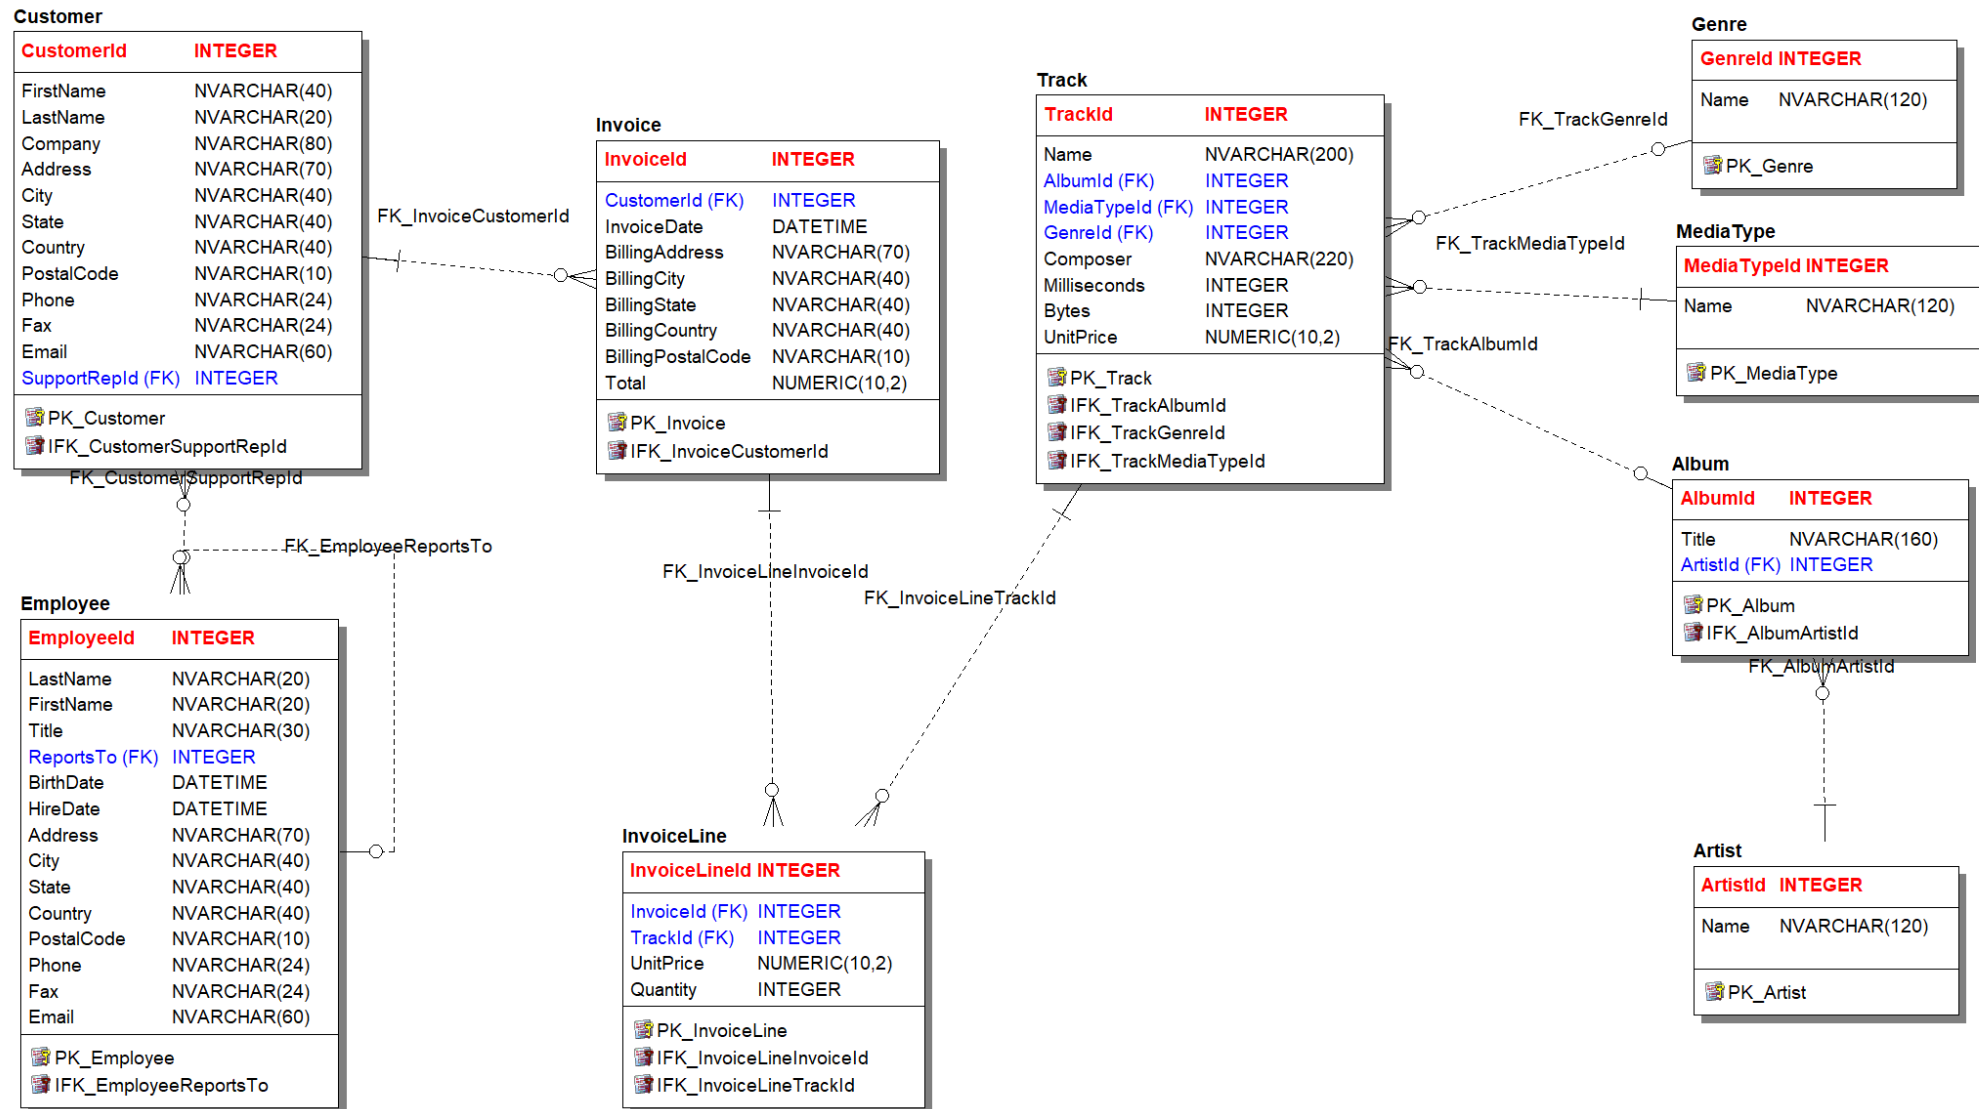 Customer
CustomerId INTEGER
FirstName NVARCHAR(40)
LastName NVARCHAR(20)
Company NVARCHAR(80)
Address NVARCHAR(70)
City NVARCHAR(40)
State NVARCHAR(40)
Country NVARCHAR(40)
PostalCode NVARCHAR(10)
Phone NVARCHAR(24)
Fax NVARCHAR(24)
Email NVARCHAR(60)
SupportRepId (FK) INTEGER
PK_Customer
IFK_CustomerSupportRepId
FK_CustomerSupportRepId
FK_EmployeeReportsTo
Employee
EmployeeId INTEGER
LastName NVARCHAR(20)
FirstName NVARCHAR(20)
Title NVARCHAR(30)
ReportsTo (FK) INTEGER
BirthDate DATETIME
HireDate DATETIME
Address NVARCHAR(70)
City NVARCHAR(40)
State NVARCHAR(40)
Country NVARCHAR(40)
PostalCode NVARCHAR(10)
Phone NVARCHAR(24)
Fax NVARCHAR(24)
Email NVARCHAR(60)
PK_Employee
IFK_EmployeeReportsTo
FK_InvoiceCustomerId
Invoice
InvoiceId INTEGER
CustomerId (FK) INTEGER
InvoiceDate DATETIME
BillingAddress NVARCHAR(70)
BillingCity NVARCHAR(40)
BillingState NVARCHAR(40)
BillingCountry NVARCHAR(40)
BillingPostalCode NVARCHAR(10)
Total NUMERIC(10,2)
PK_Invoice
IFK_InvoiceCustomerId
FK_InvoiceLineInvoiceId
FK_InvoiceLineTrackId
InvoiceLine
InvoiceLineId INTEGER
InvoiceId (FK) INTEGER
TrackId (FK) INTEGER
UnitPrice NUMERIC(10,2)
Quantity INTEGER
PK_InvoiceLine
IFK_InvoiceLineInvoiceId
IFK_InvoiceLineTrackId
Track
TrackId INTEGER
Name NVARCHAR(200)
AlbumId (FK) INTEGER
MediaTypeId (FK) INTEGER
GenreId (FK) INTEGER
Composer NVARCHAR(220)
Milliseconds INTEGER
Bytes INTEGER
UnitPrice NUMERIC(10,2)
PK_Track
IFK_TrackAlbumId
IFK_TrackGenreId
IFK_TrackMediaTypeId
FK_TrackGenreId
FK_TrackMediaTypeId
FK_TrackAlbumId
Genre
GenreId INTEGER
Name NVARCHAR(120)
PK_Genre
MediaType
MediaTypeId INTEGER
Name NVARCHAR(120)
PK_MediaType
Album
AlbumId INTEGER
Title NVARCHAR(160)
ArtistId (FK) INTEGER
PK_Album
IFK_AlbumArtistId
FK_AlbumArtistId
Artist
ArtistId INTEGER
Name NVARCHAR(120)
PK_Artist